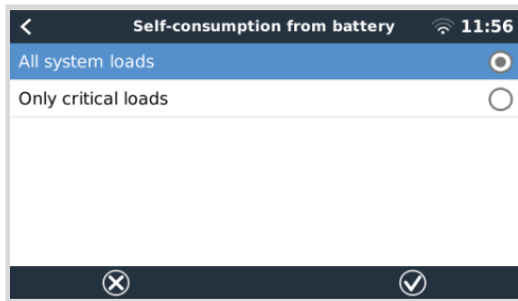 Self-consumption from battery 11:56
All system loads
Only critical loads